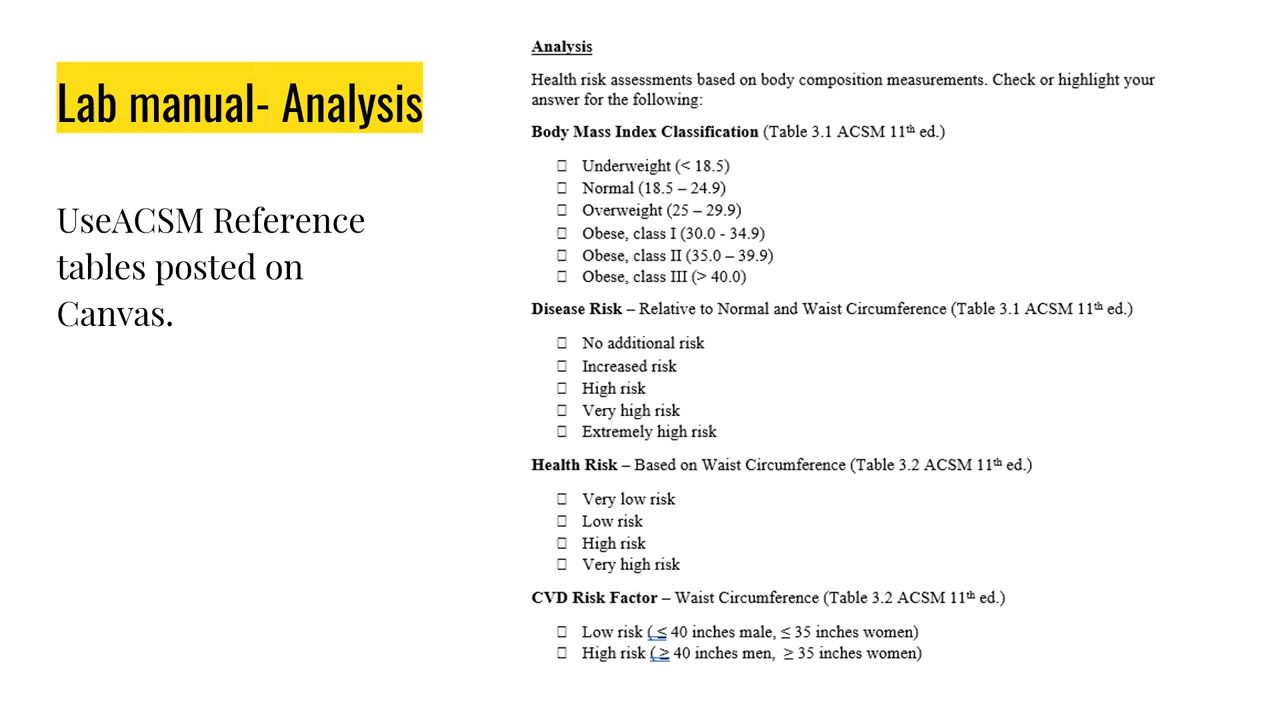 Lab manual- Analysis
UseACSM Reference
tables posted on
Canvas.
Analysis
Health risk assessments based on body composition measurements. Check or highlight your
answer for the following:
Body Mass Index Classification (Table 3.1 ACSM 11th ed.)
☐ Underweight (< 18.5)
☐ Normal (18.5 – 24.9)
☐ Overweight (25 – 29.9)
☐ Obese, class I (30.0 - 34.9)
☐ Obese, class II (35.0 – 39.9)
☐ Obese, class III (> 40.0)
Disease Risk – Relative to Normal and Waist Circumference (Table 3.1 ACSM 11th ed.)
☐ No additional risk
☐ Increased risk
☐ High risk
☐ Very high risk
☐ Extremely high risk
Health Risk – Based on Waist Circumference (Table 3.2 ACSM 11th ed.)
☐ Very low risk
☐ Low risk
☐ High risk
☐ Very high risk
CVD Risk Factor – Waist Circumference (Table 3.2 ACSM 11th ed.)
☐ Low risk ( ≤ 40 inches male, ≤ 35 inches women)
☐ High risk ( ≥ 40 inches men, ≥ 35 inches women)